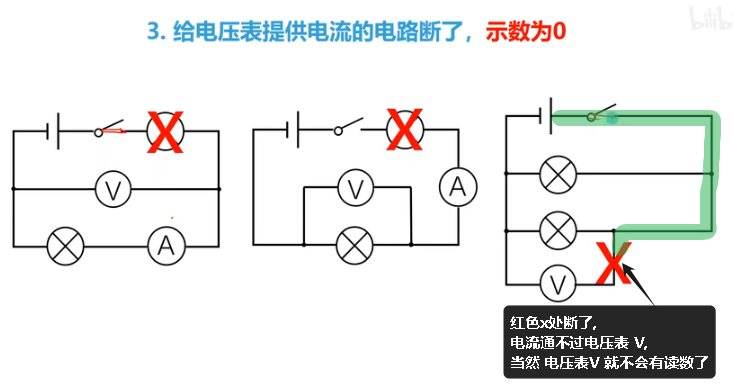 bilibili
3. 给电压表提供电流的电路断了，示数为0
X
X
V
V
A
A
X
V
红色x处断了,
电流通不过电压表 V,
当然 电压表V 就不会有读数了